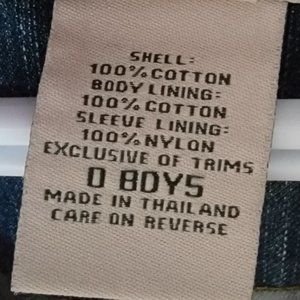 SHELL:
100% COTTON
BODY LINING:
100% COTTON
SLEEVE LINING:
100% NYLON
EXCLUSIVE OF TRIMS
0 BOYS
MADE IN THAILAND
CARE ON REVERSE